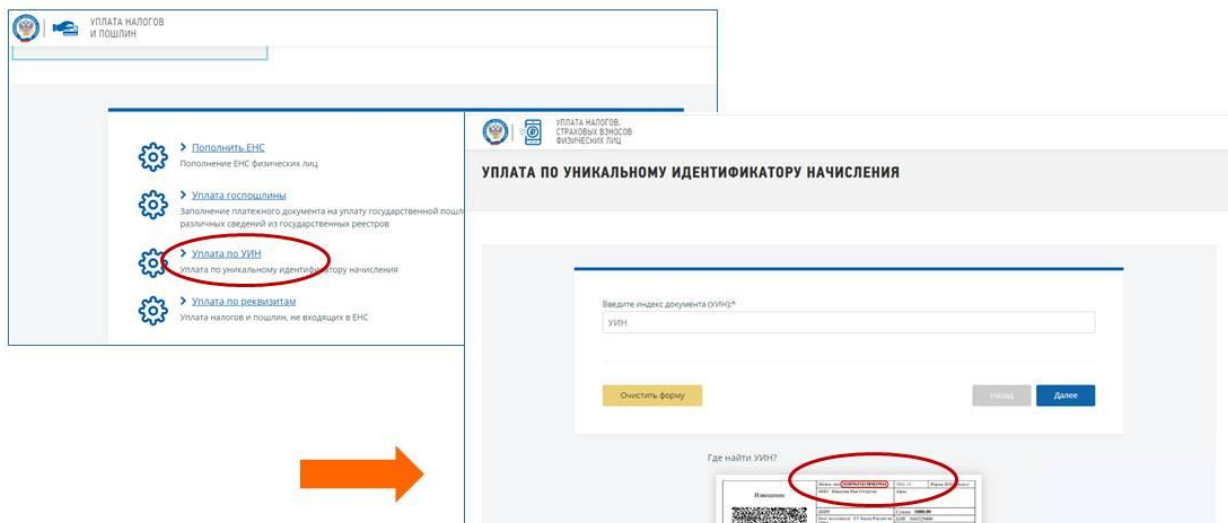 УПЛАТА НАЛОГОВ
И ПОШЛИН
Пополнить ЕНС
Пополнение ЕНС физических лиц
Уплата госпошлины
Заполнение платежного документа на уплату государственной
различных сведений из государственных реестров
Уплата по УИН
Уплата по уникальному идентификатору начисления
Уплата по реквизитам
Уплата налогов и пошлин, не входящих в ЕНС
УПЛАТА НАЛОГОВ,
СТРАХОВЫХ ВЗНОСОВ
ФИЗИЧЕСКИХ ЛИЦ
УПЛАТА ПО УНИКАЛЬНОМУ ИДЕНТИФИКАТОРУ НАЧИСЛЕНИЯ
Введите индекс документа (УИН):*
УИН
Очистить форму
Назад
Далее
Где найти УИН?
Извещение